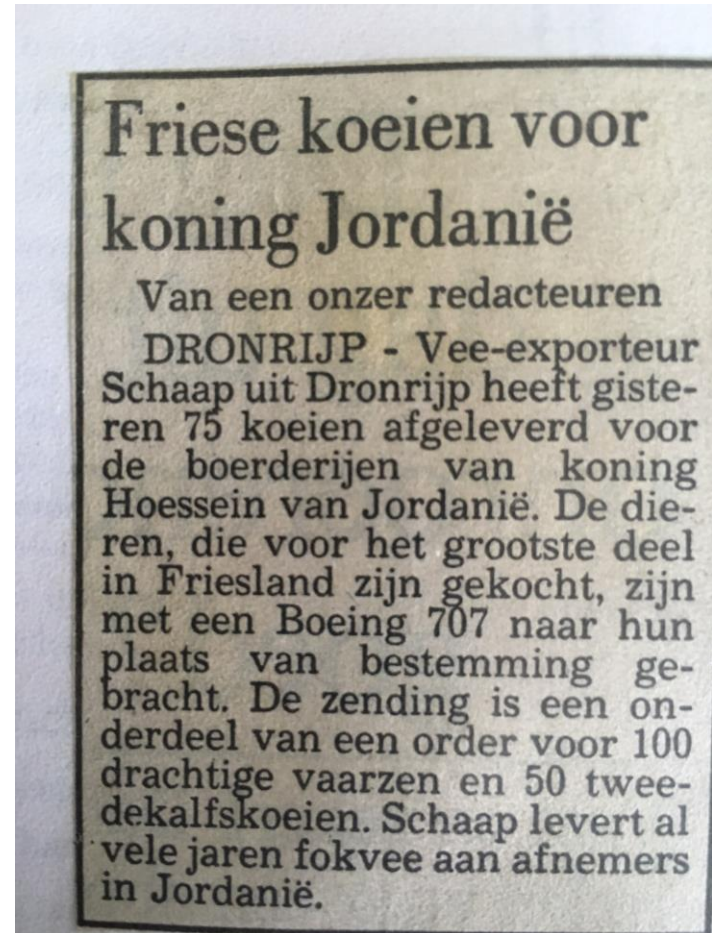 Friese koeien voor
koning Jordanië
Van een onzer redacteuren
DRONRIJP - Vee-exporteur
Schaap uit Dronrijp heeft giste-
ren 75 koeien afgeleverd voor
de boerderijen van koning
Hoessein van Jordanië. De die-
ren, die voor het grootste deel
in Friesland zijn gekocht, zijn
met een Boeing 707 naar hun
plaats van bestemming ge-
bracht. De zending is een on-
derdeel van een order voor 100
drachtige vaarzen en 50 twee-
dekalfskoeien. Schaap levert al
vele jaren fokvee aan afnemers
in Jordanië.